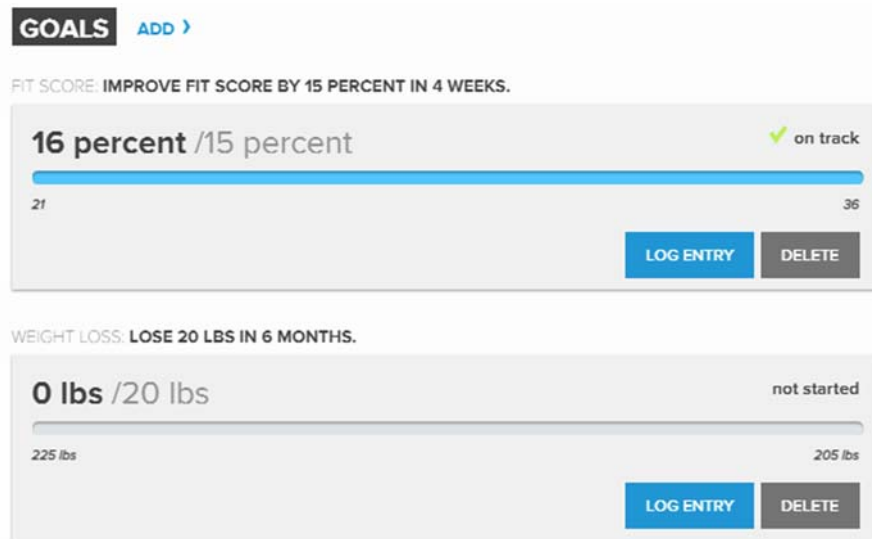 GOALS ADD >
FIT SCORE: IMPROVE FIT SCORE BY 15 PERCENT IN 4 WEEKS.
16 percent /15 percent ✓ on track
21 36
LOG ENTRY DELETE
WEIGHT LOSS: LOSE 20 LBS IN 6 MONTHS.
0 lbs /20 lbs not started
225 lbs 205 lbs
LOG ENTRY DELETE